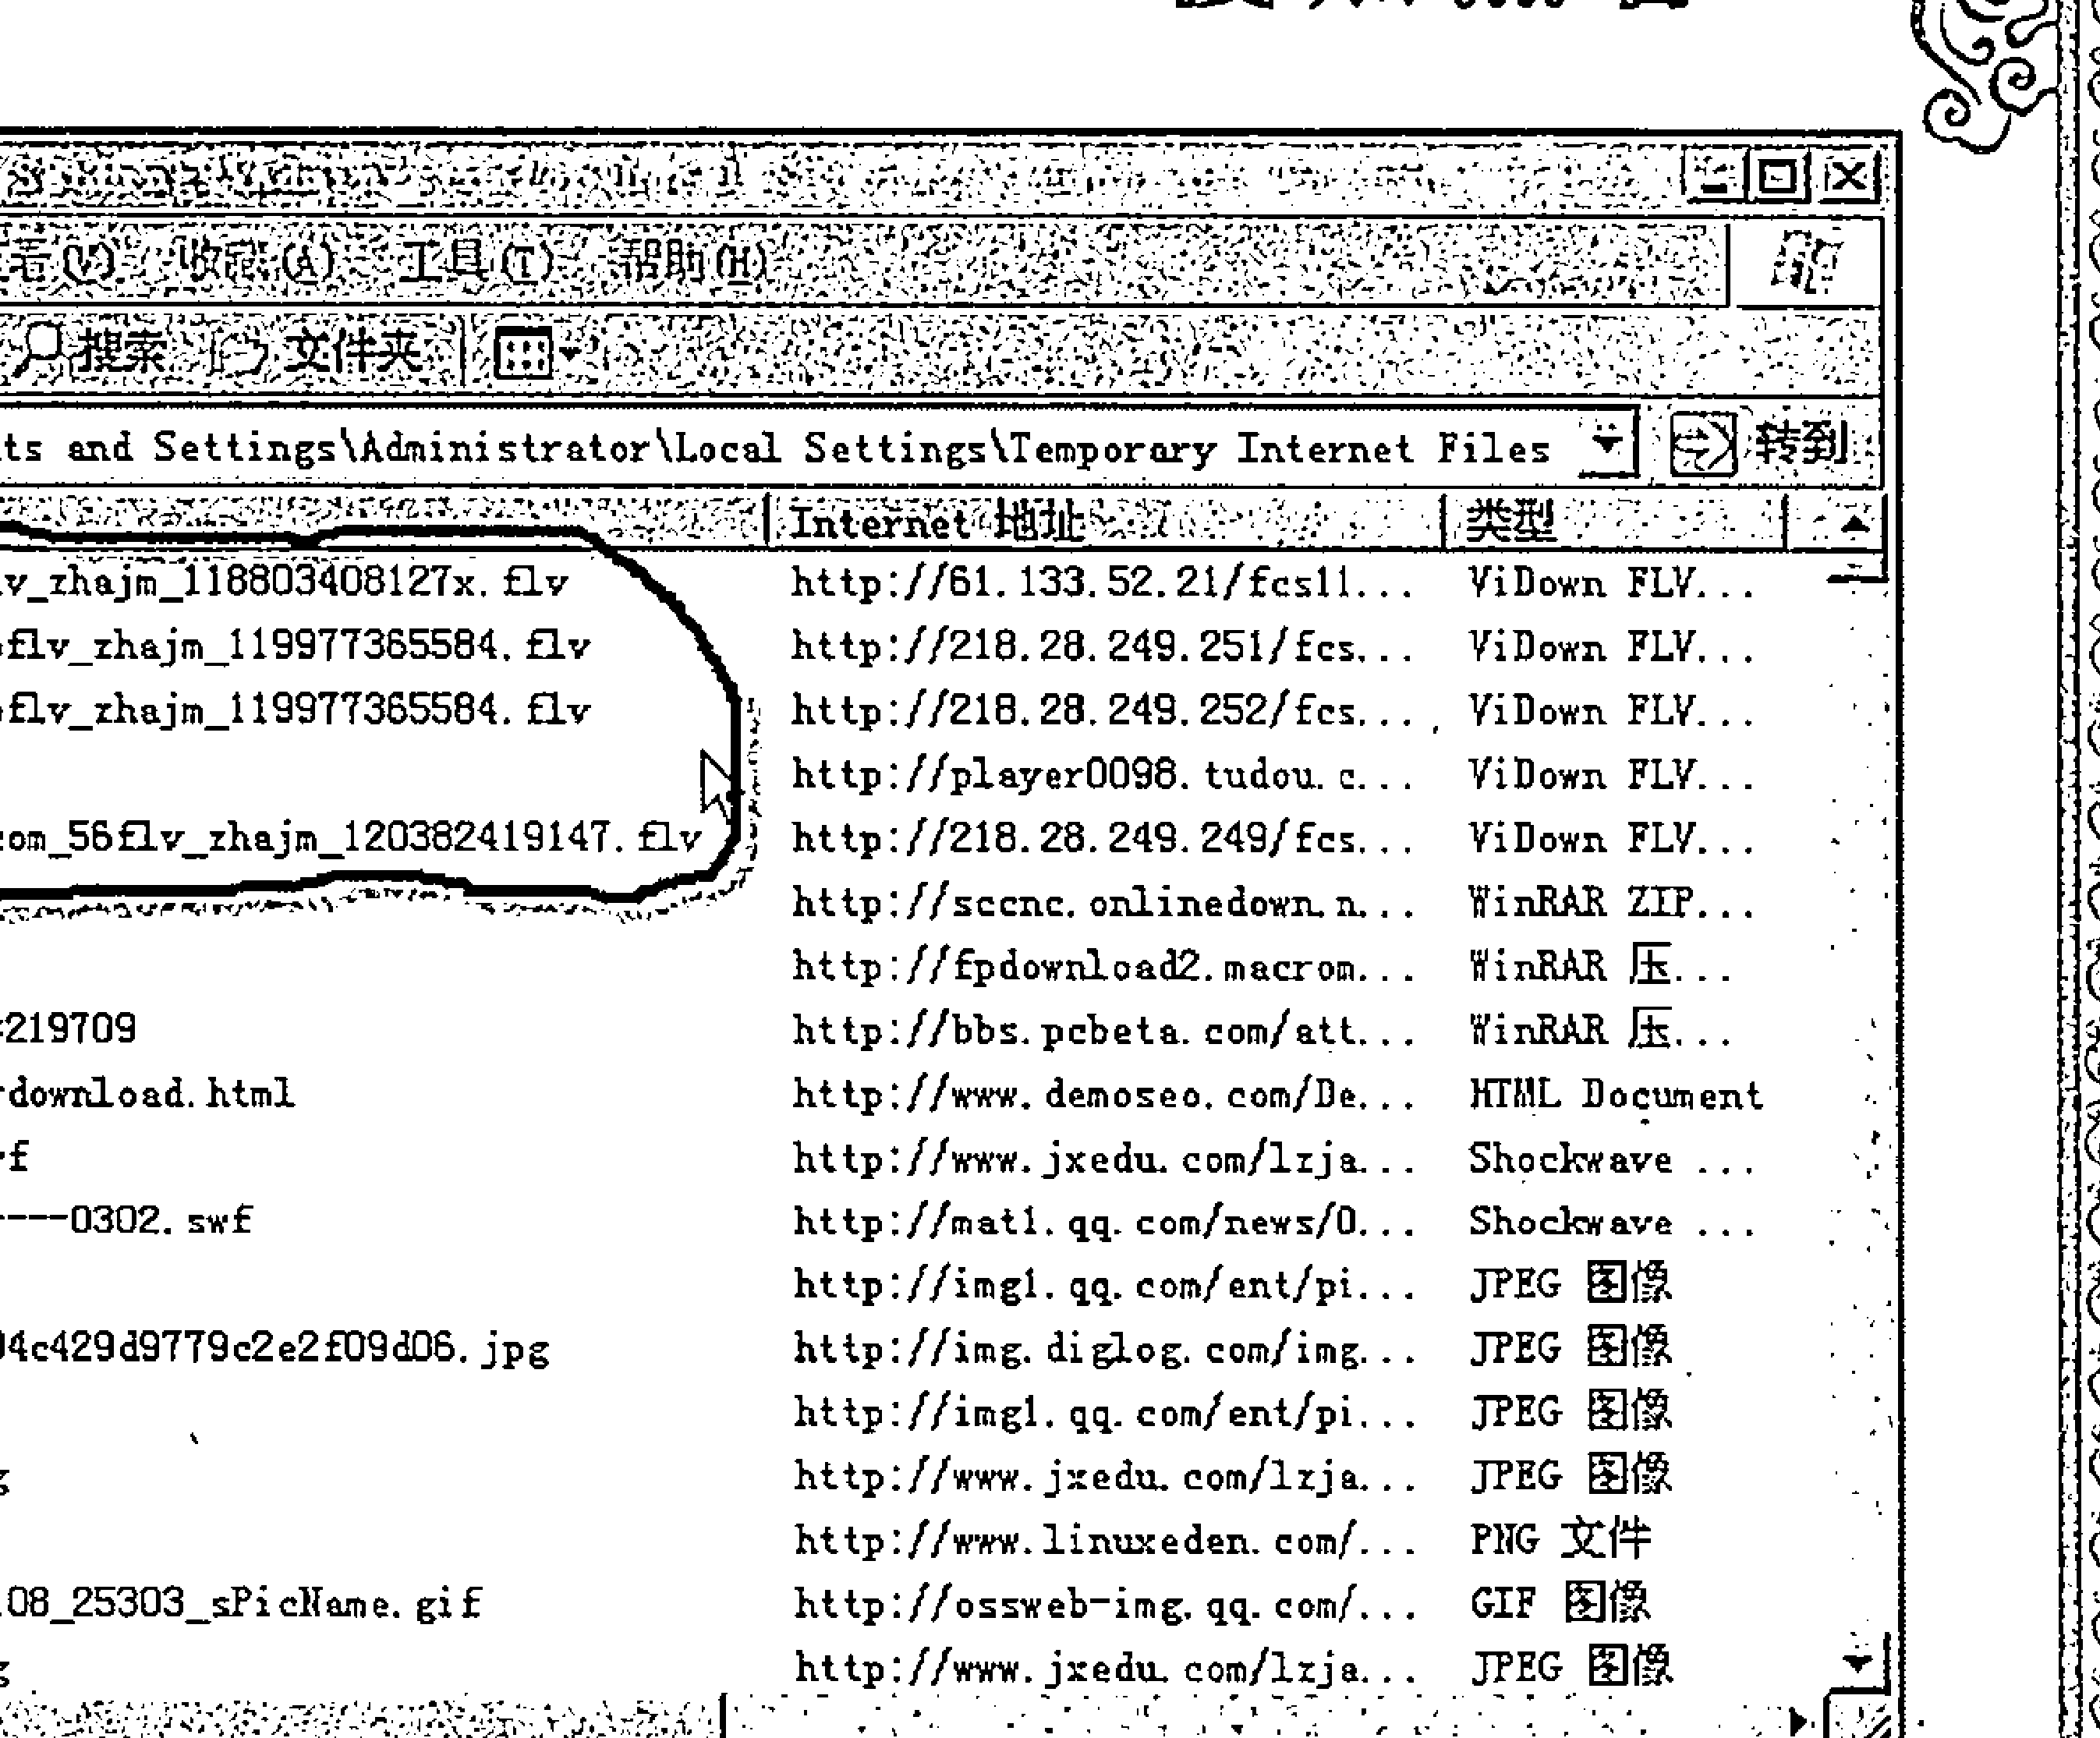 看(V) 收藏(A) 工具(T) 帮助(H)
搜索 文件夹
ts and Settings\Administrator\Local Settings\Temporary Internet Files 转到
Internet 地址 类型
lv_zhajm_118803408127x.flv http://61.133.52.21/fcs11... ViDown FLV...
flv_zhajm_119977365584.flv http://218.28.249.251/fcs... ViDown FLV...
flv_zhajm_119977365584.flv http://218.28.249.252/fcs... ViDown FLV...
http://player0098.tudou.c... ViDown FLV...
com_56flv_zhajm_120382419147.flv http://218.28.249.249/fcs... ViDown FLV...
http://sccnc.onlinedown.n... WinRAR ZIP...
http://fpdownload2.macrom... WinRAR 压...
=219709 http://bbs.pcbeta.com/att... WinRAR 压...
rdownload.html http://www.demoseo.com/De... HTML Document
f http://www.jxedu.com/lzja... Shockwave ...
----0302.swf http://mat1.qq.com/news/0... Shockwave ...
http://img1.qq.com/ent/pi... JPEG 图像
94c429d9779c2e2f09d06.jpg http://img.diglog.com/img... JPEG 图像
http://img1.qq.com/ent/pi... JPEG 图像
g http://www.jxedu.com/lzja... JPEG 图像
http://www.linuxeden.com/... PNG 文件
08_25303_sPicName.gif http://ossweb-img.qq.com/... GIF 图像
g http://www.jxedu.com/lzja... JPEG 图像